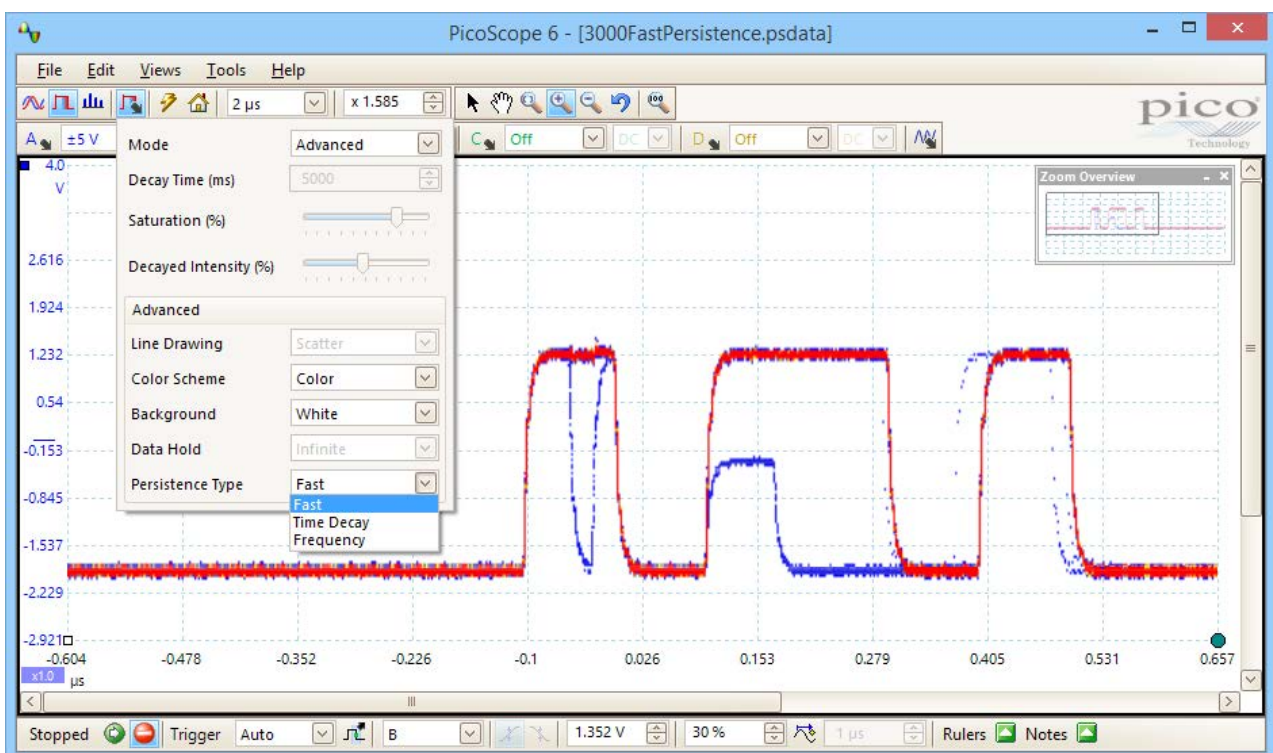 PicoScope 6 - [3000FastPersistence.psdata]
File Edit Views Tools Help
2 µs x 1.585
pico
Technology
A ±5 V C Off DC D Off DC
Mode Advanced
Decay Time (ms) 5000
Saturation (%)
Decayed Intensity (%)
Advanced
Line Drawing Scatter
Color Scheme Color
Background White
Data Hold Infinite
Persistence Type Fast
Fast
Time Decay
Frequency
Zoom Overview
4.0
V
2.616
1.924
1.232
0.54
-0.153
-0.845
-1.537
-2.229
-2.921
-0.604 -0.478 -0.352 -0.226 -0.1 0.026 0.153 0.279 0.405 0.531 0.657
x1.0 µs
Stopped Trigger Auto B 1.352 V 30 % 1 µs Rulers Notes